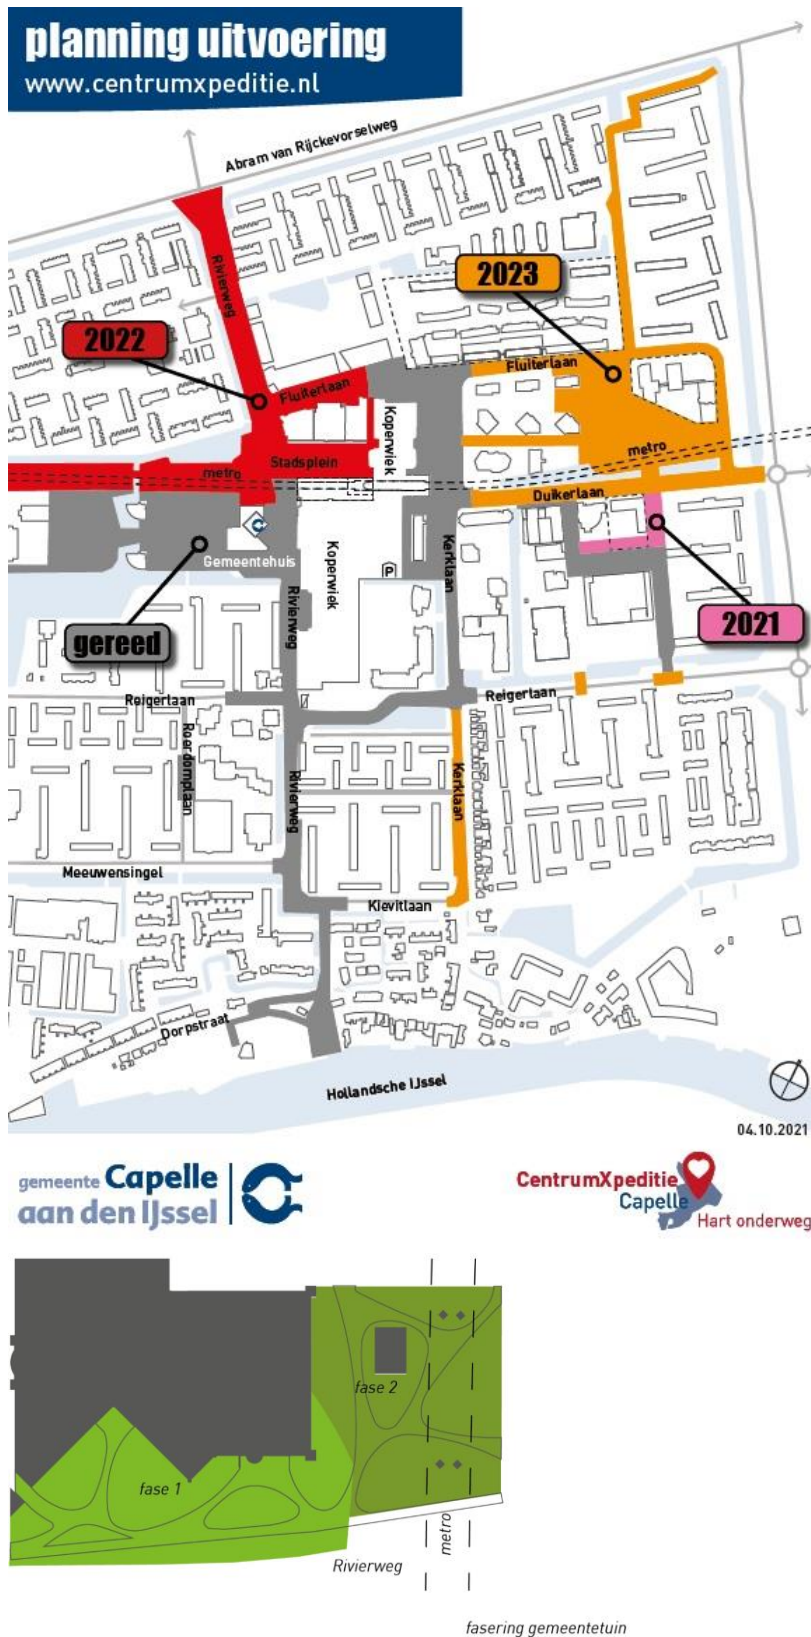 planning uitvoering
www.centrumxpeditie.nl
Abram van Rijckevorselweg
Rivierweg
2023
2022
Fluiterlaan
Fluiterlaan
Koperwiek
metro
Stadsplein
metro
Duikerlaan
Gemeentehuis
Koperwiek
P
Kerklaan
Rivierweg
2021
gereed
Reigerlaan
Reigerlaan
Roerdomplaan
Rivierweg
Kerklaan
Meeuwensingel
Kievitlaan
Dorpstraat
Hollandsche IJssel
04.10.2021
gemeente Capelle
aan den IJssel
CentrumXpeditie
Capelle
Hart onderweg
fase 2
fase 1
metro
Rivierweg
fasering gemeentetuin